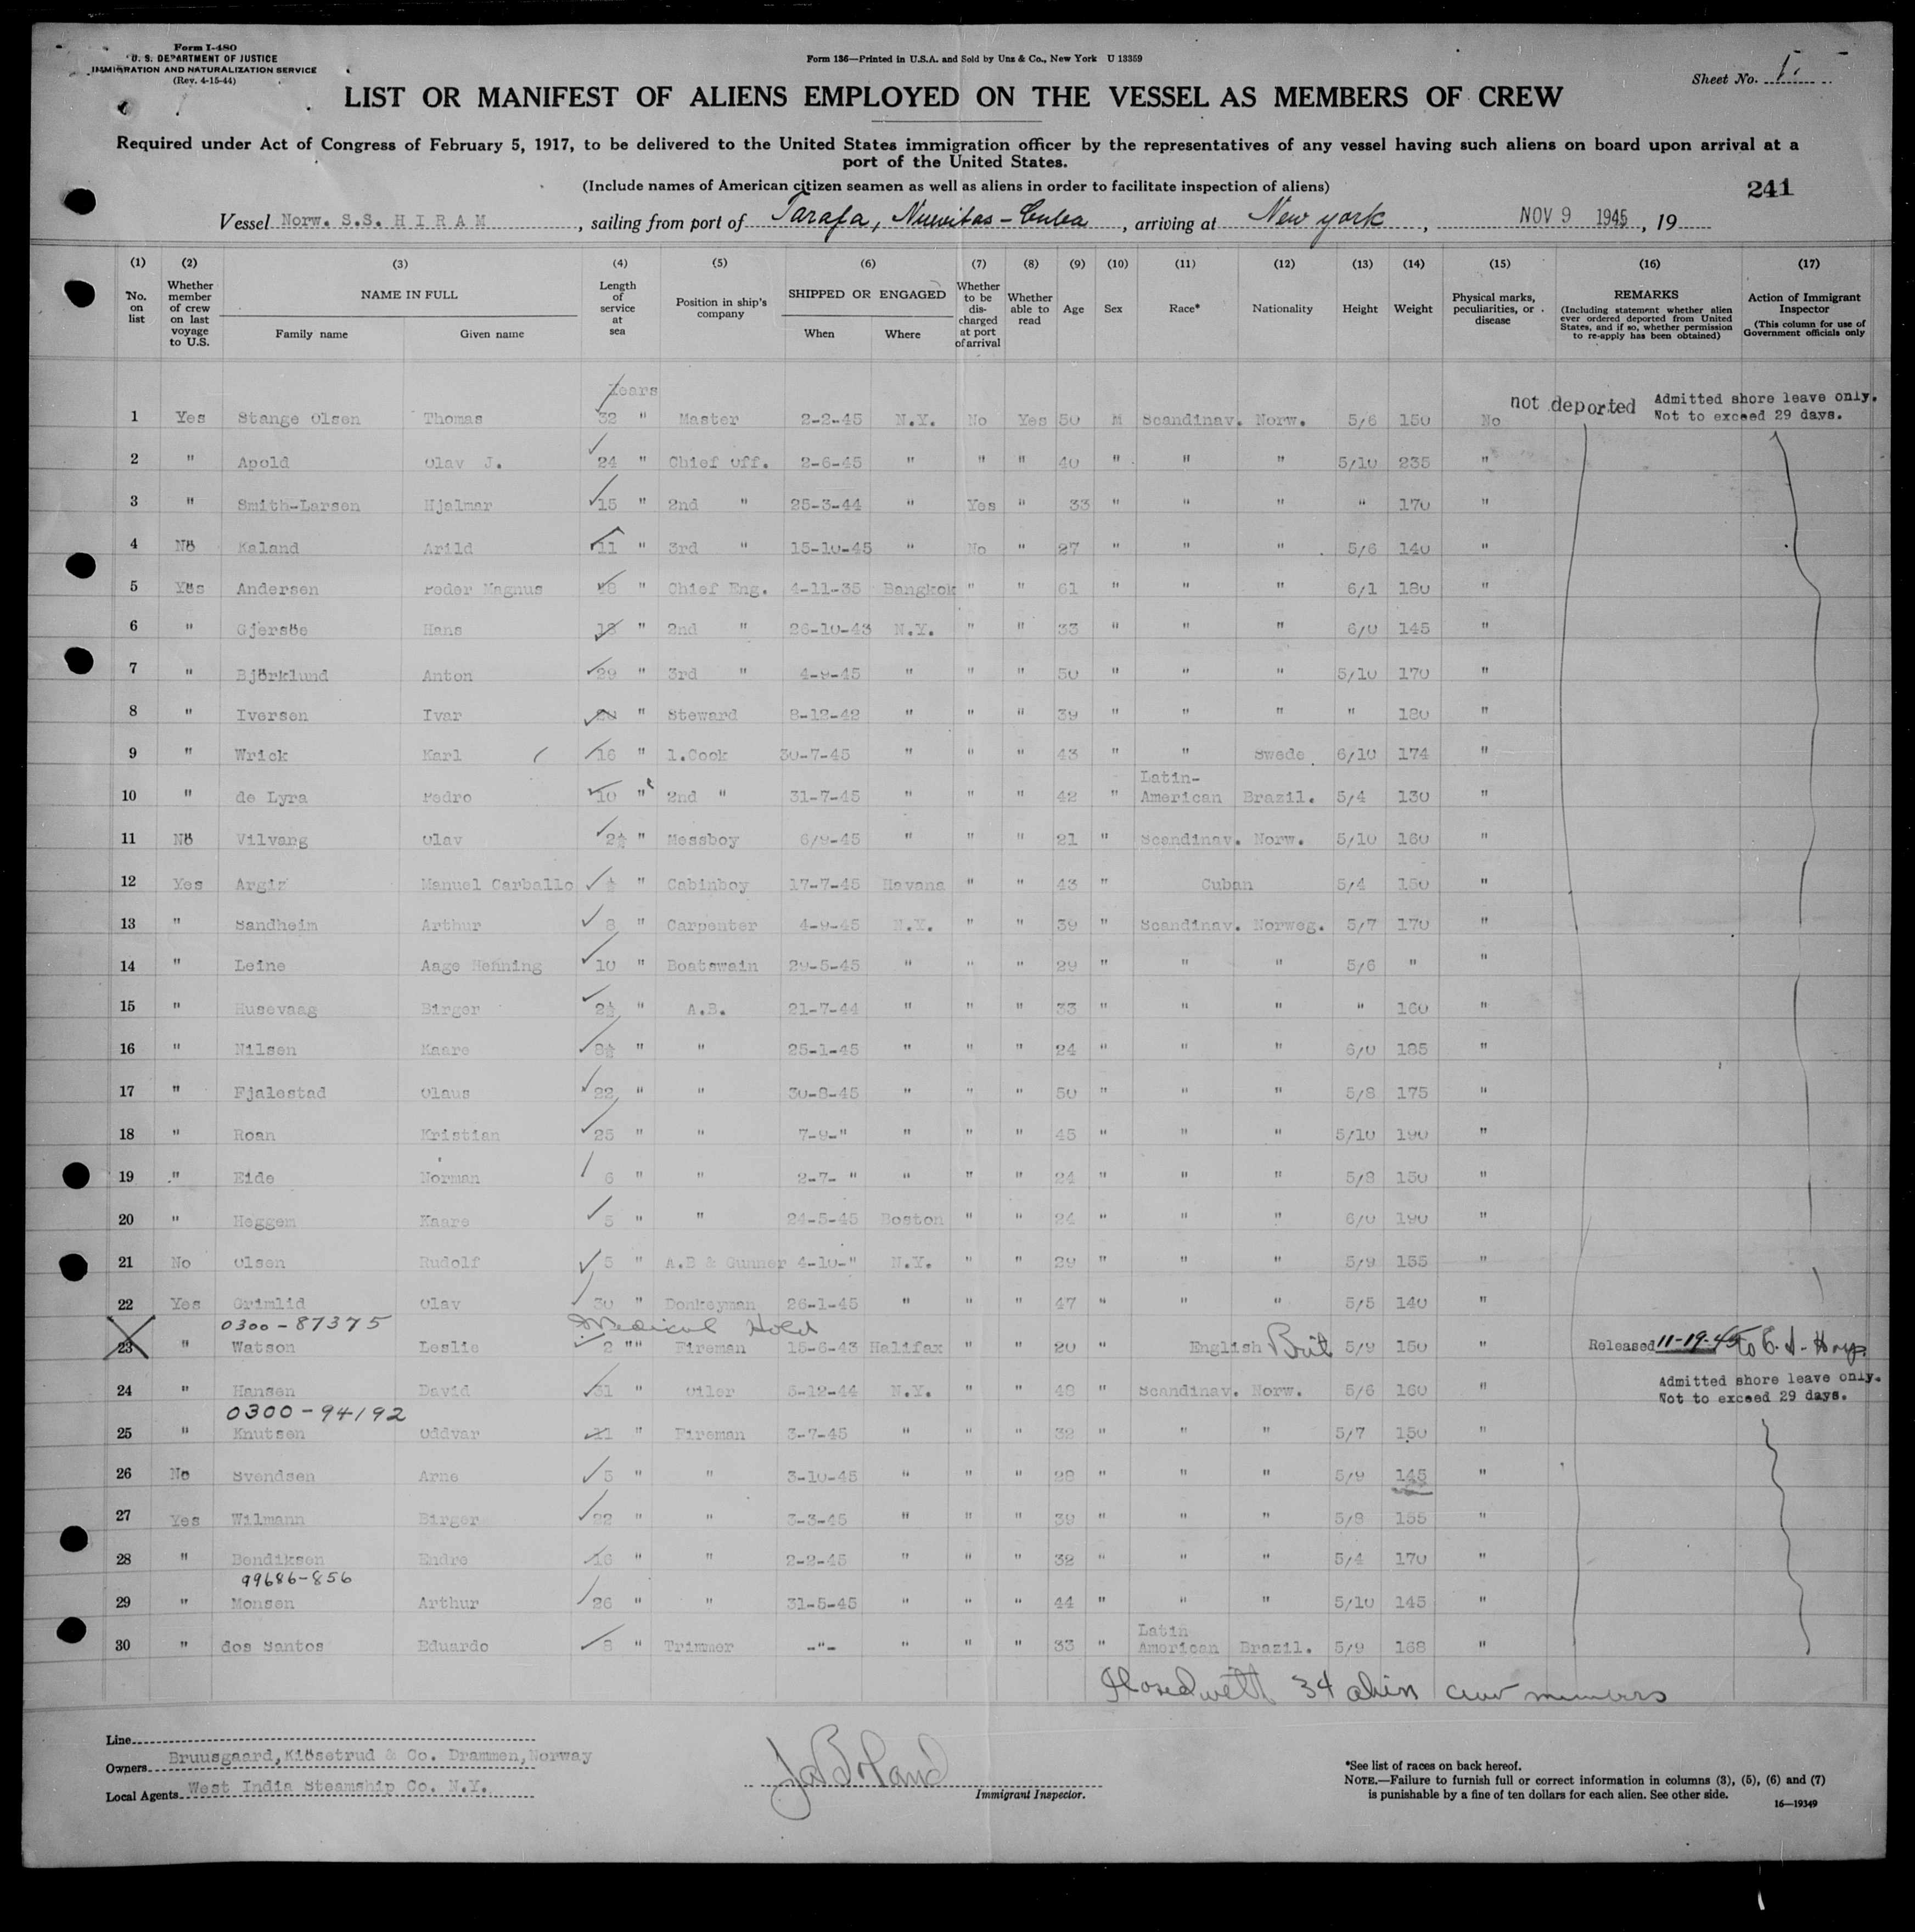 Form I-480
U. S. DEPARTMENT OF JUSTICE
IMMIGRATION AND NATURALIZATION SERVICE
(Rev. 4-15-44)
Form 136—Printed in U.S.A. and Sold by Unz & Co., New York U 13359
Sheet No. 1.
LIST OR MANIFEST OF ALIENS EMPLOYED ON THE VESSEL AS MEMBERS OF CREW
Required under Act of Congress of February 5, 1917, to be delivered to the United States immigration officer by the representatives of any vessel having such aliens on board upon arrival at a
port of the United States.
(Include names of American citizen seamen as well as aliens in order to facilitate inspection of aliens)
241
Vessel Norw. S.S. HIRAM, sailing from port of Tarafa, Nuevitas - Cuba, arriving at New York, NOV 9 1945, 19
(1) (2) (3) (4) (5) (6) (7) (8) (9) (10) (11) (12) (13) (14) (15) (16) (17)
No. on list
Whether member of crew on last voyage to U.S.
NAME IN FULL
Family name
Given name
Length of service at sea
Position in ship's company
SHIPPED OR ENGAGED
When
Where
Whether to be discharged at port of arrival
Whether able to read
Age
Sex
Race*
Nationality
Height
Weight
Physical marks, peculiarities, or disease
REMARKS
(Including statement whether alien ever ordered deported from United States, and if so, whether permission to re-apply has been obtained)
Action of Immigrant Inspector
(This column for use of Government officials only
Years
1 Yes Stange Olsen Thomas 32 " Master 2-2-45 N.Y. No Yes 50 M Scandinav. Norw. 5/6 150 No not deported Admitted shore leave only. Not to exceed 29 days.
2 " Apold Olav J. 24 " Chief Off. 2-6-45 " " " 40 " " " 5/10 235 "
3 " Smith-Larsen Hjalmar 15 " 2nd " 25-3-44 " Yes " 33 " " " " 170 "
4 No Kaland Arild 11 " 3rd " 15-10-45 " No " 27 " " " 5/6 140 "
5 Yes Andersen Peder Magnus " Chief Eng. 4-11-35 Bangkok " " 61 " " " 6/1 180 "
6 " Gjersöe Hans " 2nd " 26-10-43 N.Y. " " 33 " " " 6/0 145 "
7 " Björklund Anton 29 " 3rd " 4-9-45 " " " 50 " " " 5/10 170 "
8 " Iversen Ivar " Steward 8-12-42 " " " 39 " " " " 180 "
9 " Wrick Karl 16 " 1.Cook 30-7-45 " " " 43 " " Swede 6/10 174 "
10 " de Lyra Pedro 10 " 2nd " 31-7-45 " " " 42 " Latin-American Brazil. 5/4 130 "
11 No Vilvang Olav 2½ " Messboy 6/9-45 " " " 21 " Scandinav. Norw. 5/10 160 "
12 Yes Argiz Manuel Carballo ½ " Cabinboy 17-7-45 Havana " " 43 " Cuban 5/4 150 "
13 " Sandheim Arthur 8 " Carpenter 4-9-45 N.Y. " " 39 " Scandinav. Norweg. 5/7 170 "
14 " Leine Aage Henning 10 " Boatswain 29-5-45 " " " 29 " " " 5/6 " "
15 " Husevaag Birger 2½ " A.B. 21-7-44 " " " 33 " " " " 160 "
16 " Nilsen Kaare 8½ " " 25-1-45 " " " 24 " " " 6/0 185 "
17 " Fjalestad Olaus 22 " " 30-8-45 " " " 50 " " " 5/8 175 "
18 " Roan Kristian 25 " " 7-9-" " " " 45 " " " 5/10 190 "
19 " Eide Norman 6 " " 2-7- " " " " 24 " " " 5/8 150 "
20 " Heggem Kaare 5 " " 24-5-45 Boston " " 24 " " " 6/0 190 "
21 No Olsen Rudolf 5 " A.B & Gunner 4-10-" N.Y. " " 29 " " " 5/9 155 "
22 Yes Grimlid Olav 30 " Donkeyman 26-1-45 " " " 47 " " " 5/5 140 "
0300 - 87375 Medical Hold
23 " Watson Leslie 2 "" Fireman 15-6-43 Halifax " " 20 " English Brit 5/9 150 " Released 11-19-45 to
24 " Hansen David 31 " Oiler 5-12-44 N.Y. " " 48 " Scandinav. Norw. 5/6 160 " Admitted shore leave only. Not to exceed 29 days.
0300 - 94192
25 " Knutsen Oddvar 11 " Fireman 3-7-45 " " " 32 " " " 5/7 150 "
26 No Svendsen Arne 5 " " 3-10-45 " " " 28 " " " 5/9 145 "
27 Yes Wilmann Birger 22 " " 3-3-45 " " " 39 " " " 5/8 155 "
28 " Bendiksen Endre 16 " " 2-2-45 " " " 32 " " " 5/4 170 "
99686-856
29 " Monsen Arthur 26 " " 31-5-45 " " " 44 " " " 5/10 145 "
30 " dos Santos Eduardo 8 " Trimmer -"- " " " 33 " Latin American Brazil. 5/9 168 "
Closed with 34 alien crew members
Line
Owners Bruusgaard, Kiösetrud & Co. Drammen, Norway
Local Agents West India Steamship Co. N.Y.
Immigrant Inspector.
*See list of races on back hereof.
NOTE.—Failure to furnish full or correct information in columns (3), (5), (6) and (7)
is punishable by a fine of ten dollars for each alien. See other side.
16—19349